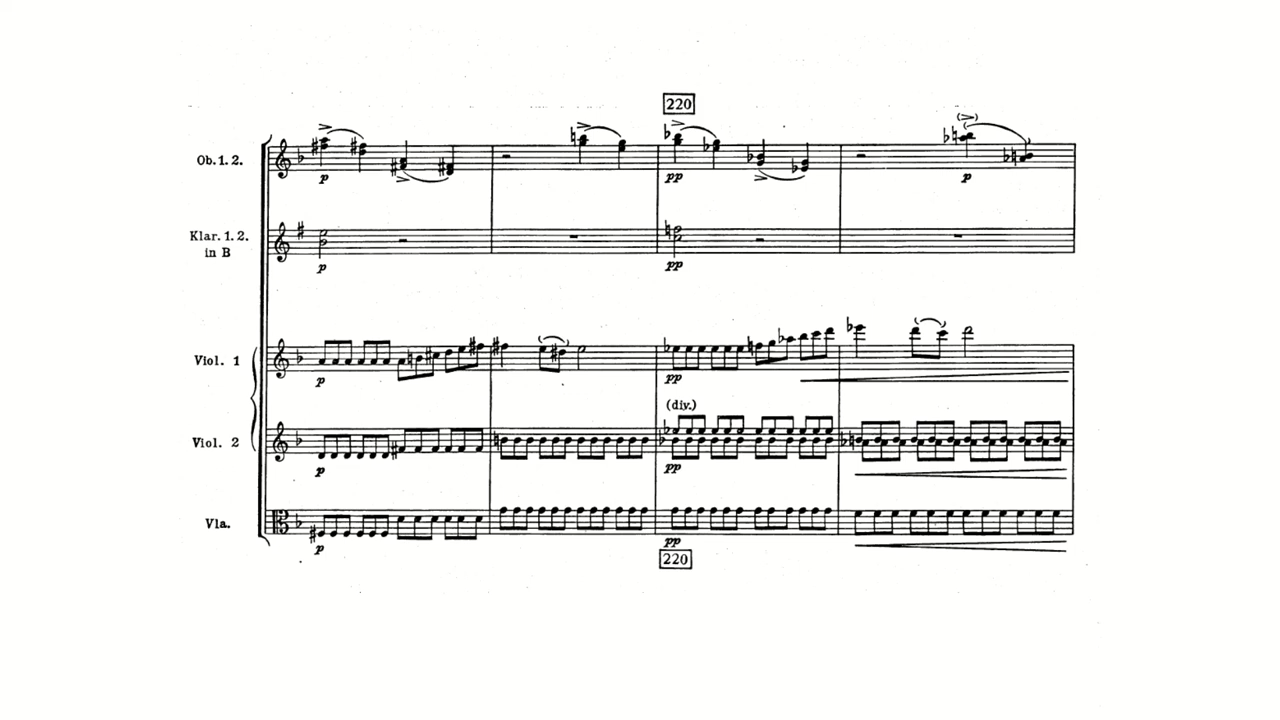 220
Ob. 1. 2.
p
pp
p
Klar. 1. 2.
in B
p
pp
Viol. 1
p
pp
(div.)
Viol. 2
p
pp
Vla.
p
pp
220